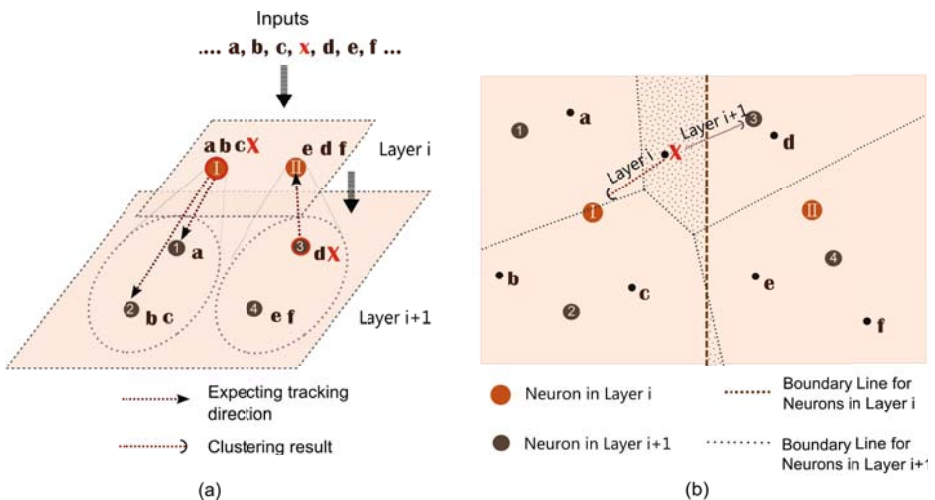 Inputs
.... a, b, c, x, d, e, f ...
Layer i
a b c X
e d f
I
II
1
a
3
d X
2
b c
4
e f
Layer i+1
Expecting tracking
direction
Clustering result
(a)
1
a
Layer i+1
3
d
X
Layer i
I
II
4
b
c
e
2
f
Neuron in Layer i
Boundary Line for
Neurons in Layer i
Neuron in Layer i+1
Boundary Line for
Neurons in Layer i+1
(b)